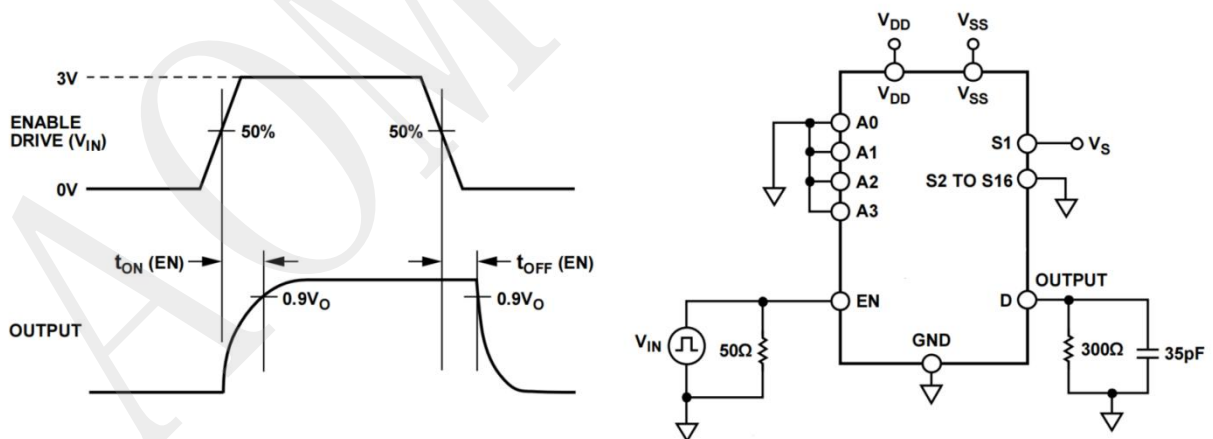 3V
ENABLE
DRIVE (VIN)
50%
50%
0V
tON (EN)
tOFF (EN)
0.9VO
0.9VO
OUTPUT
VDD
VSS
VDD
VSS
A0
A1
A2
A3
S1
VS
S2 TO S16
OUTPUT
EN
D
VIN
50Ω
GND
300Ω
35pF
AOM